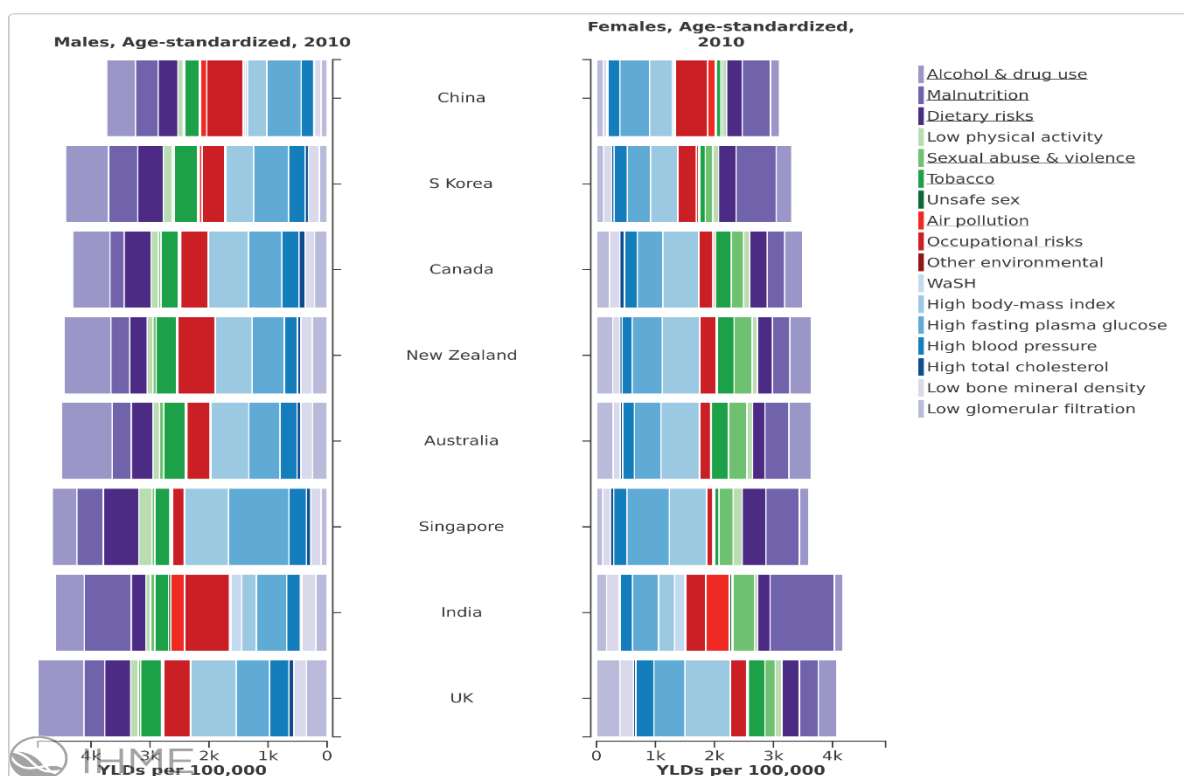 Males, Age-standardized, 2010
Females, Age-standardized,
2010
China
S Korea
Canada
New Zealand
Australia
Singapore
India
UK
Alcohol & drug use
Malnutrition
Dietary risks
Low physical activity
Sexual abuse & violence
Tobacco
Unsafe sex
Air pollution
Occupational risks
Other environmental
WaSH
High body-mass index
High fasting plasma glucose
High blood pressure
High total cholesterol
Low bone mineral density
Low glomerular filtration
4k 3k 2k 1k 0
0 1k 2k 3k 4k
IHME
YLDs per 100,000
YLDs per 100,000